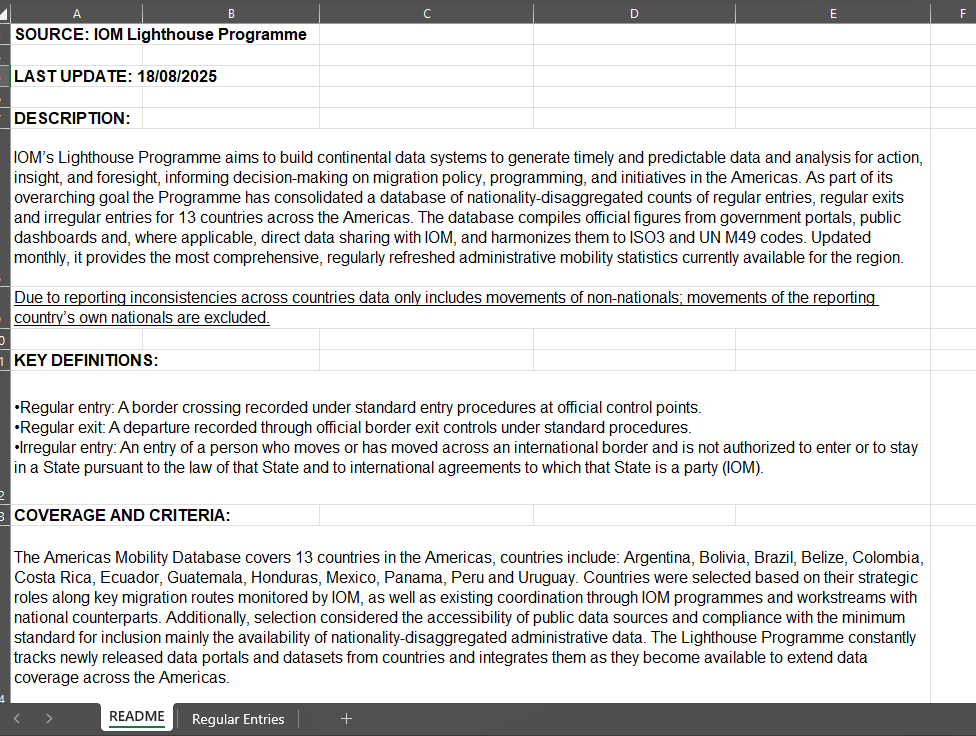 A B C D E F
SOURCE: IOM Lighthouse Programme
LAST UPDATE: 18/08/2025
DESCRIPTION:
IOM’s Lighthouse Programme aims to build continental data systems to generate timely and predictable data and analysis for action,
insight, and foresight, informing decision-making on migration policy, programming, and initiatives in the Americas. As part of its
overarching goal the Programme has consolidated a database of nationality-disaggregated counts of regular entries, regular exits
and irregular entries for 13 countries across the Americas. The database compiles official figures from government portals, public
dashboards and, where applicable, direct data sharing with IOM, and harmonizes them to ISO3 and UN M49 codes. Updated
monthly, it provides the most comprehensive, regularly refreshed administrative mobility statistics currently available for the region.
Due to reporting inconsistencies across countries data only includes movements of non-nationals; movements of the reporting
country’s own nationals are excluded.
KEY DEFINITIONS:
•Regular entry: A border crossing recorded under standard entry procedures at official control points.
•Regular exit: A departure recorded through official border exit controls under standard procedures.
•Irregular entry: An entry of a person who moves or has moved across an international border and is not authorized to enter or to stay
in a State pursuant to the law of that State and to international agreements to which that State is a party (IOM).
COVERAGE AND CRITERIA:
The Americas Mobility Database covers 13 countries in the Americas, countries include: Argentina, Bolivia, Brazil, Belize, Colombia,
Costa Rica, Ecuador, Guatemala, Honduras, Mexico, Panama, Peru and Uruguay. Countries were selected based on their strategic
roles along key migration routes monitored by IOM, as well as existing coordination through IOM programmes and workstreams with
national counterparts. Additionally, selection considered the accessibility of public data sources and compliance with the minimum
standard for inclusion mainly the availability of nationality-disaggregated administrative data. The Lighthouse Programme constantly
tracks newly released data portals and datasets from countries and integrates them as they become available to extend data
coverage across the Americas.
README Regular Entries